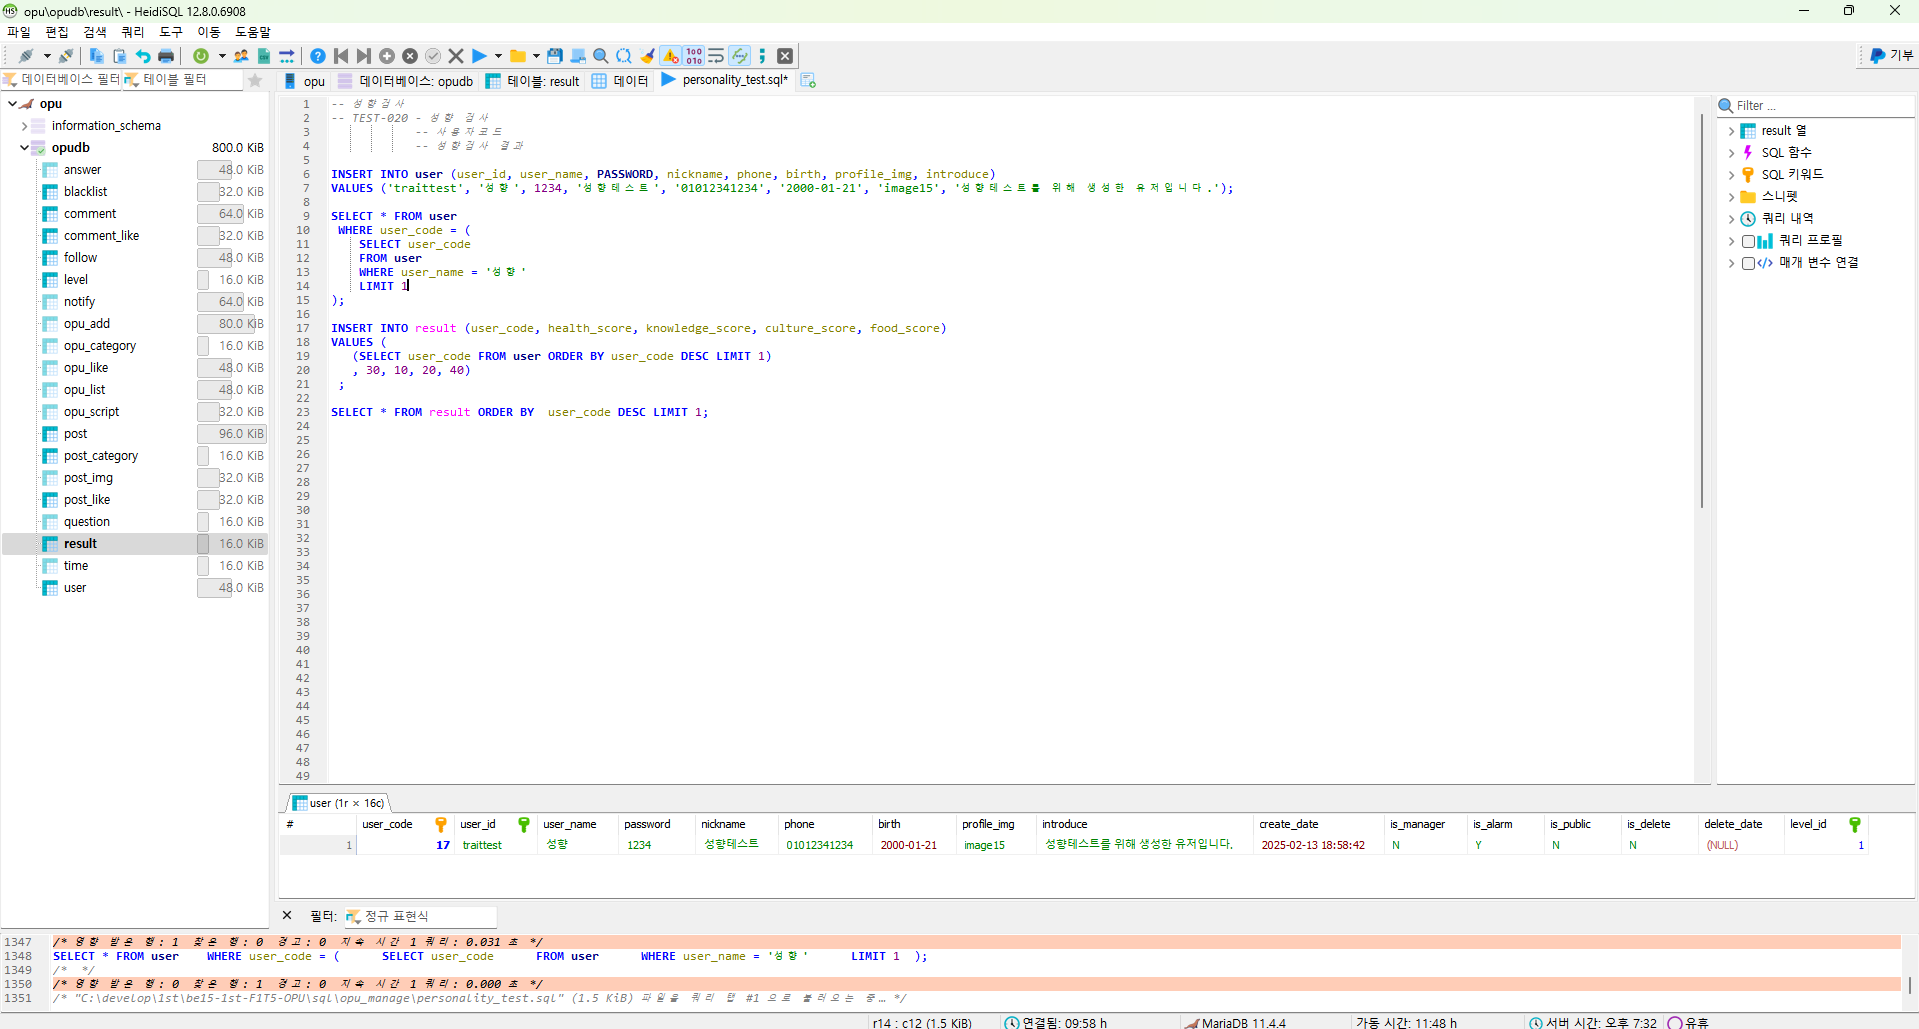 opu\opudb\result\ - HeidiSQL 12.8.0.6908
파일 편집 검색 쿼리 도구 이동 도움말
기부
데이터베이스 필터 테이블 필터
opu 데이터베이스: opudb 테이블: result 데이터 personality_test.sql*
opu
information_schema
opudb 800.0 KiB
answer 48.0 KiB
blacklist 32.0 KiB
comment 64.0 KiB
comment_like 32.0 KiB
follow 48.0 KiB
level 16.0 KiB
notify 64.0 KiB
opu_add 80.0 KiB
opu_category 16.0 KiB
opu_like 48.0 KiB
opu_list 48.0 KiB
opu_script 32.0 KiB
post 96.0 KiB
post_category 16.0 KiB
post_img 32.0 KiB
post_like 32.0 KiB
question 16.0 KiB
result 16.0 KiB
time 16.0 KiB
user 48.0 KiB
1 -- 성향검사
2 -- TEST-020 - 성향 검사
3 -- 사용자코드
4 -- 성향검사 결과
5
6 INSERT INTO user (user_id, user_name, PASSWORD, nickname, phone, birth, profile_img, introduce)
7 VALUES ('traittest', '성향', 1234, '성향테스트', '01012341234', '2000-01-21', 'image15', '성향테스트를 위해 생성한 유저입니다.');
8
9 SELECT * FROM user
10 WHERE user_code = (
11 SELECT user_code
12 FROM user
13 WHERE user_name = '성향'
14 LIMIT 1
15 );
16
17 INSERT INTO result (user_code, health_score, knowledge_score, culture_score, food_score)
18 VALUES (
19 (SELECT user_code FROM user ORDER BY user_code DESC LIMIT 1)
20 , 30, 10, 20, 40)
21 ;
22
23 SELECT * FROM result ORDER BY user_code DESC LIMIT 1;
24
25
26
27
28
29
30
31
32
33
34
35
36
37
38
39
40
41
42
43
44
45
46
47
48
49
Filter ...
result 열
SQL 함수
SQL 키워드
스니펫
쿼리 내역
쿼리 프로필
매개 변수 연결
user (1r × 16c)
# user_code user_id user_name password nickname phone birth profile_img introduce create_date is_manager is_alarm is_public is_delete delete_date level_id
1 17 traittest 성향 1234 성향테스트 01012341234 2000-01-21 image15 성향테스트를 위해 생성한 유저입니다. 2025-02-13 18:58:42 N Y N N (NULL) 1
필터: 정규 표현식
1347 /* 영향 받은 행: 1 찾은 행: 0 경고: 0 지속 시간 1 쿼리: 0.031 초 */
1348 SELECT * FROM user WHERE user_code = ( SELECT user_code FROM user WHERE user_name = '성향' LIMIT 1 );
1349 /* */
1350 /* 영향 받은 행: 0 찾은 행: 1 경고: 0 지속 시간 1 쿼리: 0.000 초 */
1351 /* "C:\develop\1st\be15-1st-F1T5-OPU\sql\opu_manage\personality_test.sql" (1.5 KiB) 파일을 쿼리 탭 #1 으로 불러오는 중… */
r14 : c12 (1.5 KiB) 연결됨: 09:58 h MariaDB 11.4.4 가동 시간: 11:48 h 서버 시간: 오후 7:32 유휴